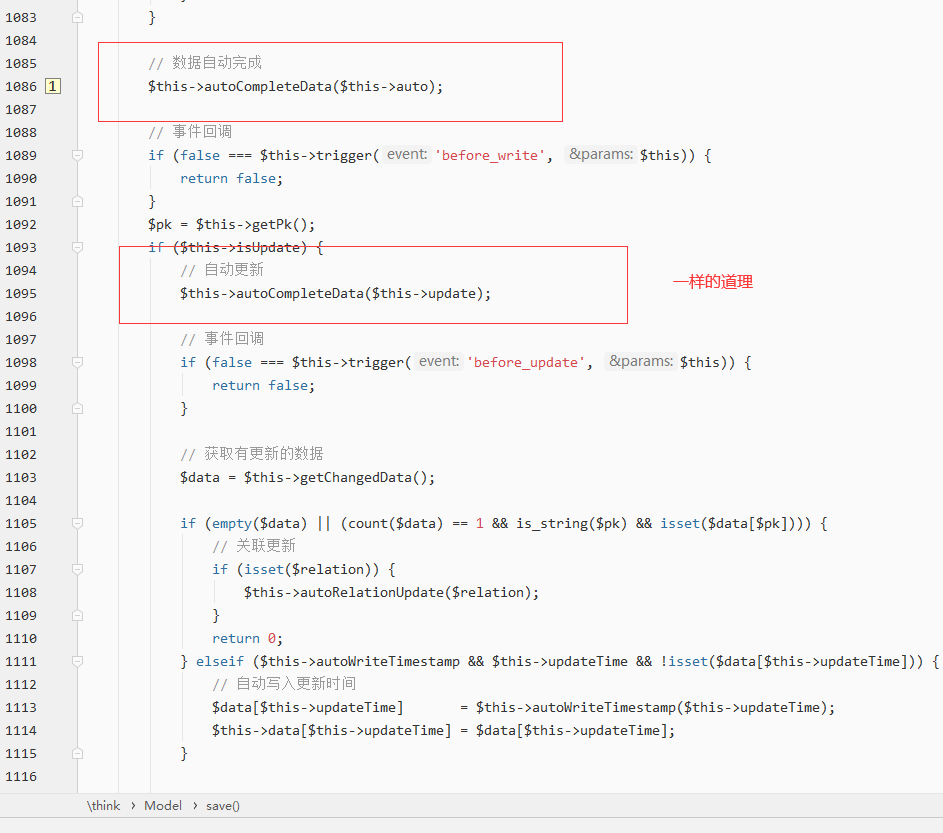 1083 }
1084
1085 // 数据自动完成
1086 1 $this->autoCompleteData($this->auto);
1087
1088 // 事件回调
1089 if (false === $this->trigger( event: 'before_write', &params: $this)) {
1090 return false;
1091 }
1092 $pk = $this->getPk();
1093 if ($this->isUpdate) {
1094 // 自动更新
一样的道理
1095 $this->autoCompleteData($this->update);
1096
1097 // 事件回调
1098 if (false === $this->trigger( event: 'before_update', &params: $this)) {
1099 return false;
1100 }
1101
1102 // 获取有更新的数据
1103 $data = $this->getChangedData();
1104
1105 if (empty($data) || (count($data) == 1 && is_string($pk) && isset($data[$pk]))) {
1106 // 关联更新
1107 if (isset($relation)) {
1108 $this->autoRelationUpdate($relation);
1109 }
1110 return 0;
1111 } elseif ($this->autoWriteTimestamp && $this->updateTime && !isset($data[$this->updateTime])) {
1112 // 自动写入更新时间
1113 $data[$this->updateTime] = $this->autoWriteTimestamp($this->updateTime);
1114 $this->data[$this->updateTime] = $data[$this->updateTime];
1115 }
1116
\think › Model › save()